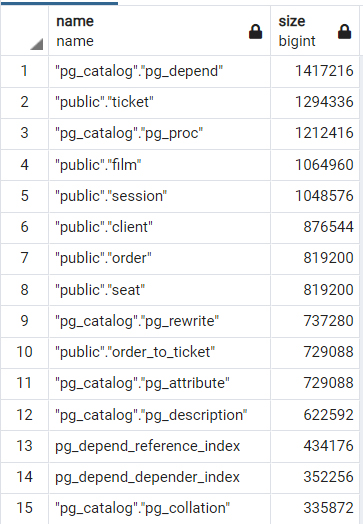 name size
name bigint
1 "pg_catalog"."pg_depend" 1417216
2 "public"."ticket" 1294336
3 "pg_catalog"."pg_proc" 1212416
4 "public"."film" 1064960
5 "public"."session" 1048576
6 "public"."client" 876544
7 "public"."order" 819200
8 "public"."seat" 819200
9 "pg_catalog"."pg_rewrite" 737280
10 "public"."order_to_ticket" 729088
11 "pg_catalog"."pg_attribute" 729088
12 "pg_catalog"."pg_description" 622592
13 pg_depend_reference_index 434176
14 pg_depend_depender_index 352256
15 "pg_catalog"."pg_collation" 335872